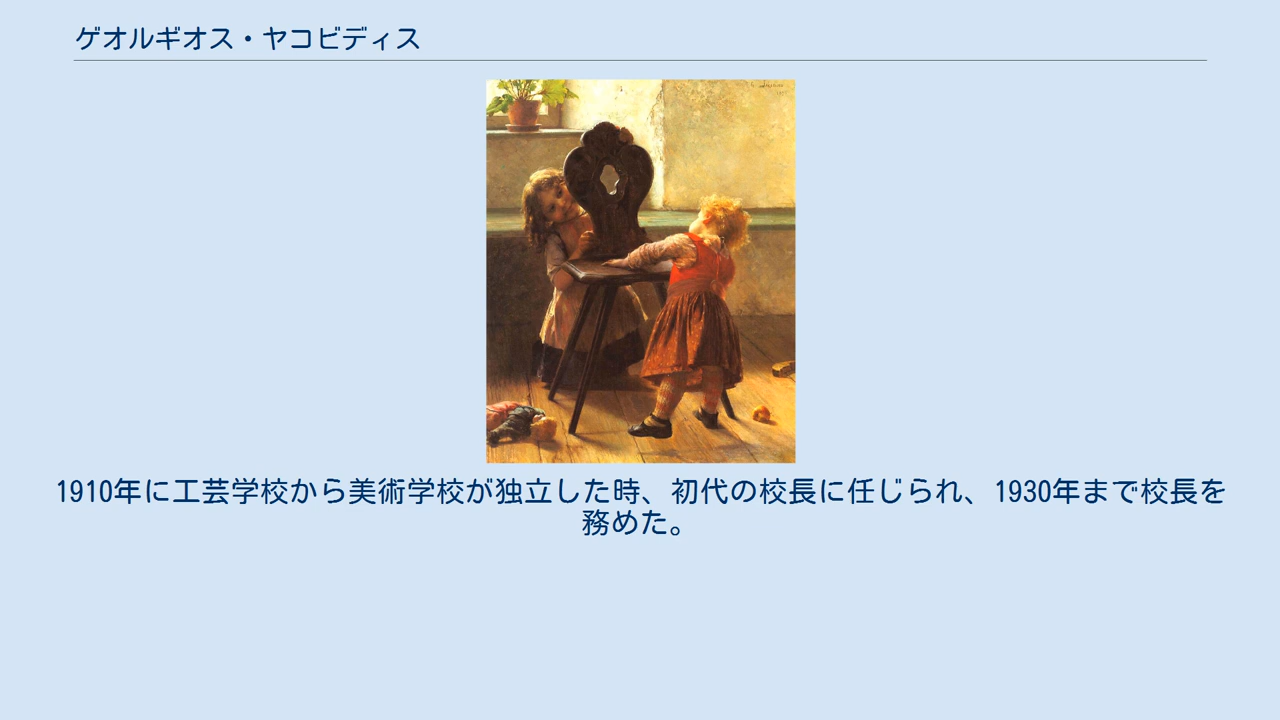 ゲオルギオス・ヤコビディス
1910年に工芸学校から美術学校が独立した時、初代の校長に任じられ、1930年まで校長を
務めた。